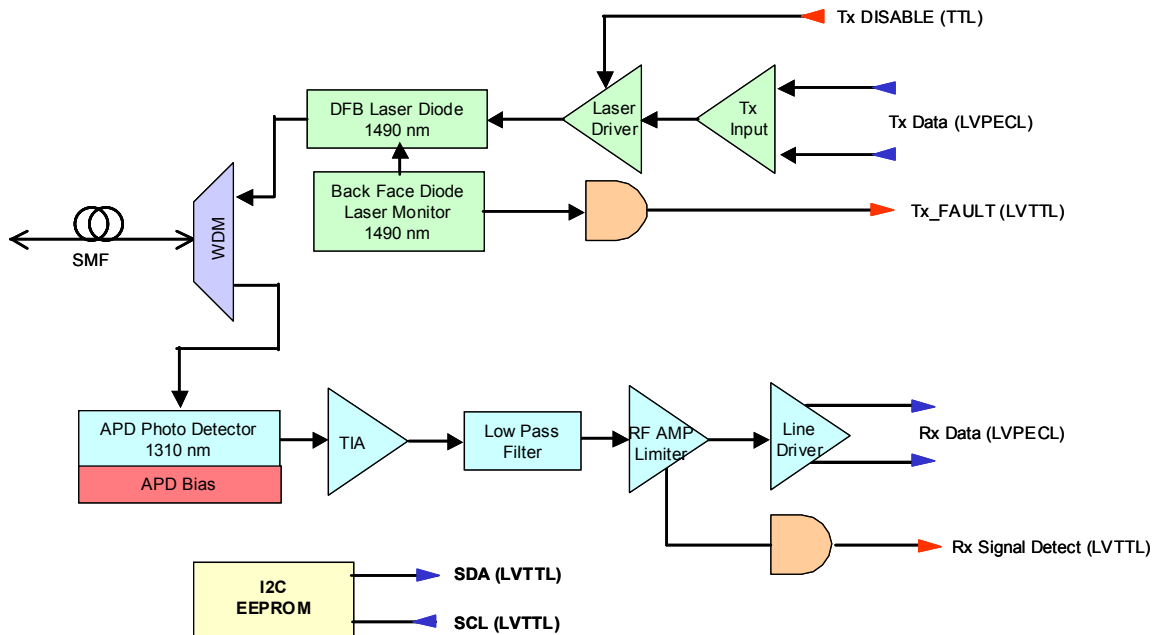 Tx DISABLE (TTL)
DFB Laser Diode
1490 nm
Laser
Driver
Tx
Input
Tx Data (LVPECL)
Back Face Diode
Laser Monitor
1490 nm
Tx_FAULT (LVTTL)
WDM
SMF
APD Photo Detector
1310 nm
APD Bias
TIA
Low Pass
Filter
RF AMP
Limiter
Line
Driver
Rx Data (LVPECL)
Rx Signal Detect (LVTTL)
I2C
EEPROM
SDA (LVTTL)
SCL (LVTTL)